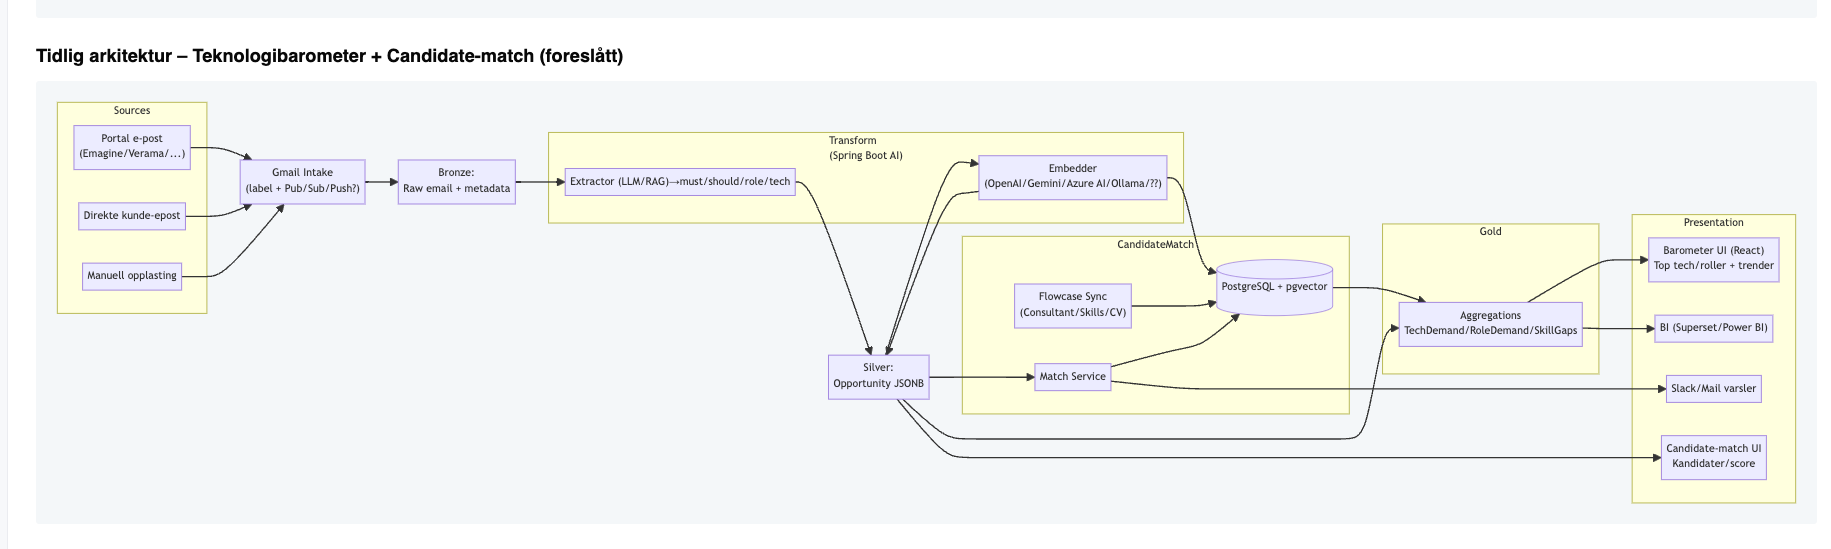 Tidlig arkitektur – Teknologibarometer + Candidate-match (foreslått)
Sources
Portal e-post
(Emagine/Verama/...)
Direkte kunde-epost
Manuell opplasting
Gmail Intake
(label + Pub/Sub/Push?)
Bronze:
Raw email + metadata
Transform
(Spring Boot AI)
Extractor (LLM/RAG)→must/should/role/tech
Embedder
(OpenAI/Gemini/Azure AI/Ollama/??)
Silver:
Opportunity JSONB
CandidateMatch
Flowcase Sync
(Consultant/Skills/CV)
Match Service
PostgreSQL + pgvector
Gold
Aggregations
TechDemand/RoleDemand/SkillGaps
Presentation
Barometer UI (React)
Top tech/roller + trender
BI (Superset/Power BI)
Slack/Mail varsler
Candidate-match UI
Kandidater/score